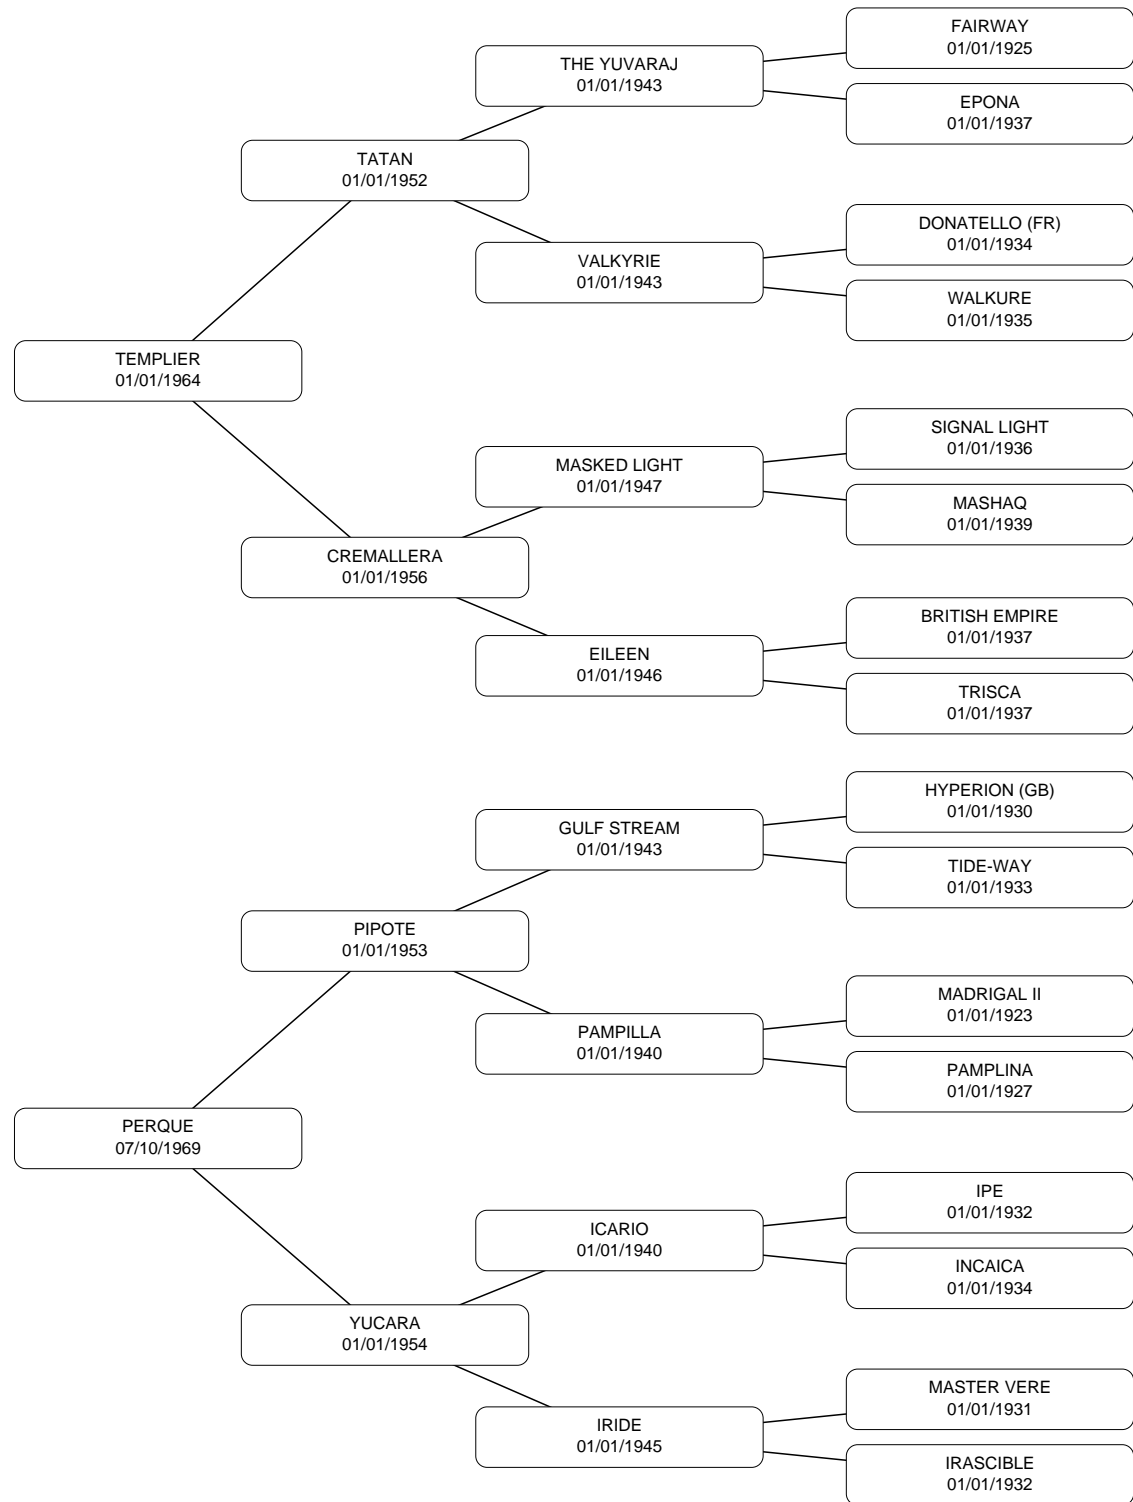 FAIRWAY
01/01/1925
THE YUVARAJ
01/01/1943
EPONA
01/01/1937
TATAN
01/01/1952
DONATELLO (FR)
01/01/1934
VALKYRIE
01/01/1943
WALKURE
01/01/1935
TEMPLIER
01/01/1964
SIGNAL LIGHT
01/01/1936
MASKED LIGHT
01/01/1947
MASHAQ
01/01/1939
CREMALLERA
01/01/1956
BRITISH EMPIRE
01/01/1937
EILEEN
01/01/1946
TRISCA
01/01/1937
HYPERION (GB)
01/01/1930
GULF STREAM
01/01/1943
TIDE-WAY
01/01/1933
PIPOTE
01/01/1953
MADRIGAL II
01/01/1923
PAMPILLA
01/01/1940
PAMPLINA
01/01/1927
PERQUE
07/10/1969
IPE
01/01/1932
ICARIO
01/01/1940
INCAICA
01/01/1934
YUCARA
01/01/1954
MASTER VERE
01/01/1931
IRIDE
01/01/1945
IRASCIBLE
01/01/1932